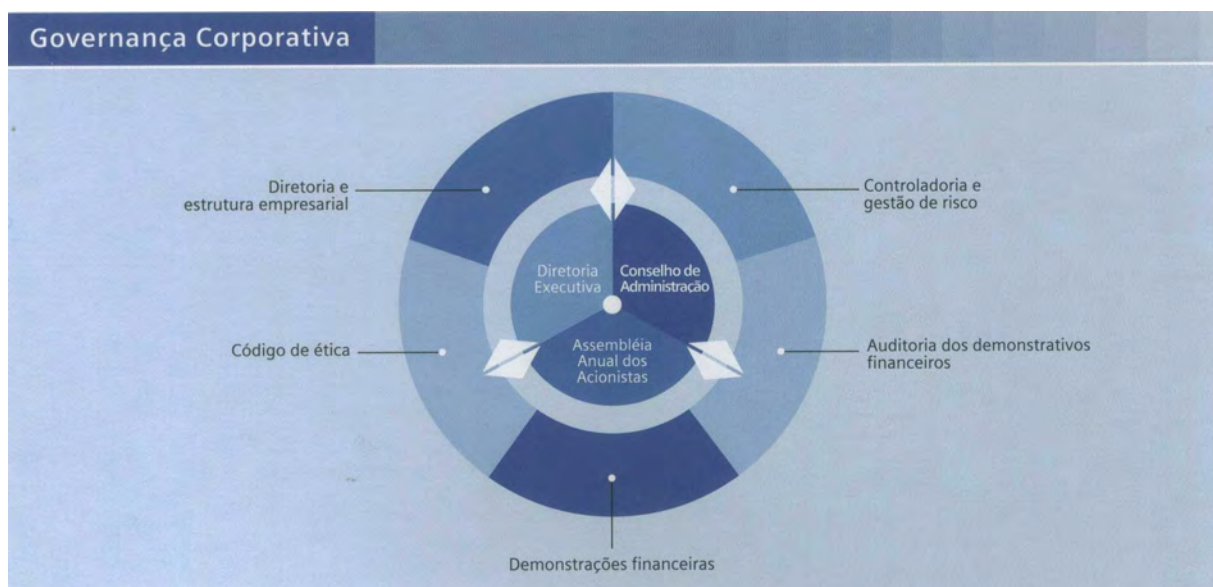 Governança Corporativa
Diretoria e
estrutura empresarial
Controladoria e
gestão de risco
Diretoria
Executiva
Conselho de
Administração
Código de ética
Assembléia
Anual dos
Acionistas
Auditoria dos demonstrativos
financeiros
Demonstrações financeiras